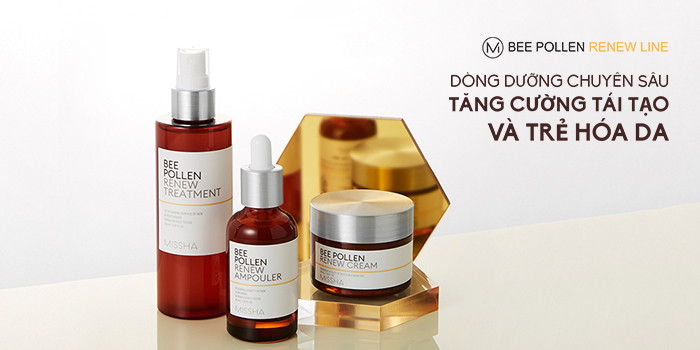 M BEE POLLEN RENEW LINE
DÒNG DƯỠNG CHUYÊN SÂU
TĂNG CƯỜNG TÁI TẠO
VÀ TRẺ HÓA DA
BEE
POLLEN
RENEW
TREATMENT
MISSHA
BEE
POLLEN
RENEW
AMPOULER
MISSHA
BEE POLLEN
RENEW CREAM
MISSHA